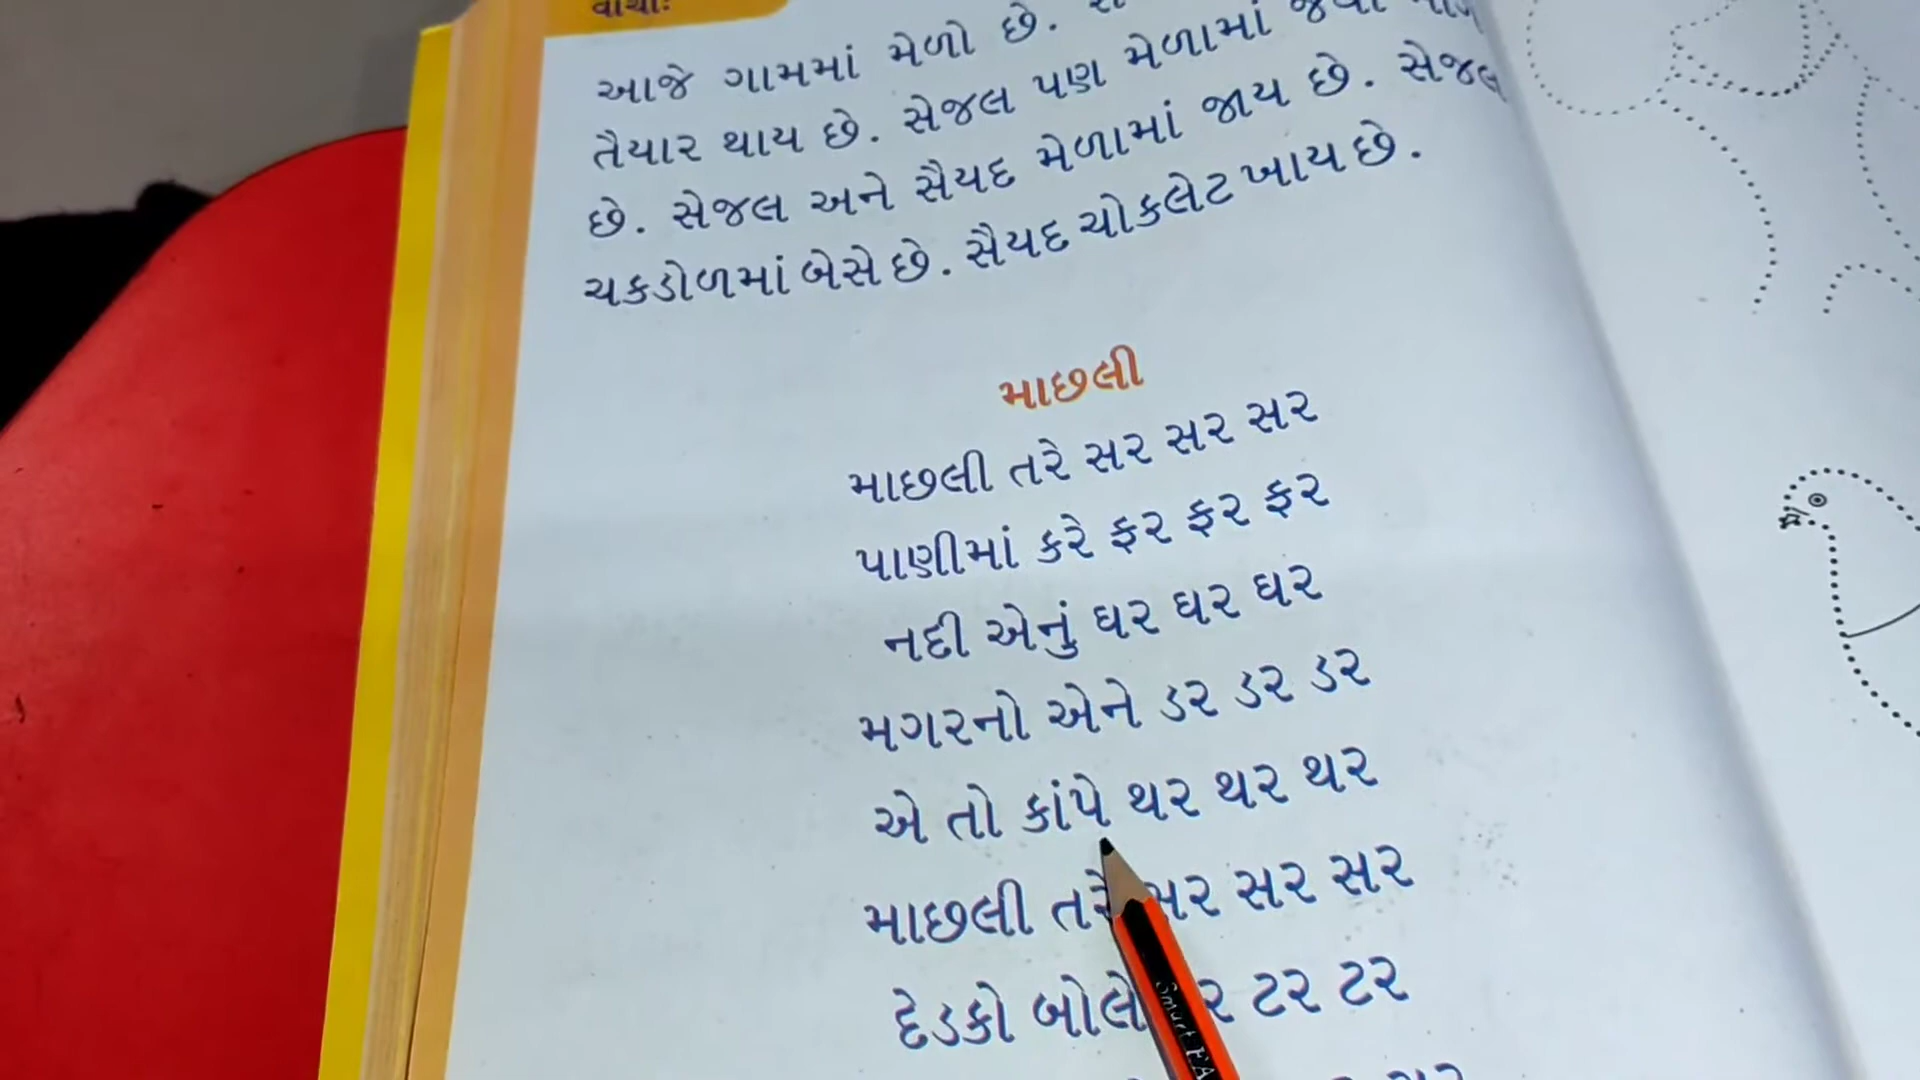 વાંચો:
આજે ગામમાં મેળો છે.
તૈયાર થાય છે. સેજલ પણ મેળામાં
છે. સેજલ અને સૈયદ મેળામાં જાય છે. સેજલ
ચકડોળમાં બેસે છે. સૈયદ ચોકલેટ ખાય છે.
માછલી
માછલી તરે સર સર સર
પાણીમાં કરે ફર ફર ફર
નદી એનું ઘર ઘર ઘર
મગરનો એને ડર ડર ડર
એ તો કાંપે થર થર થર
માછલી તરે સર સર સર
દેડકો બોલે ટર ટર
Smart